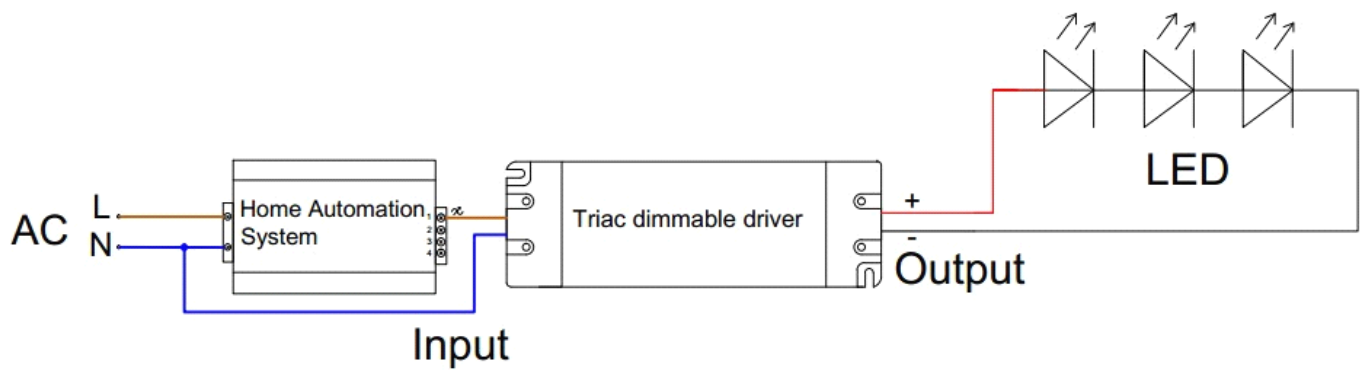 AC
L
N
Home Automation
System
1
2
3
4
Input
Triac dimmable driver
+
-
Output
LED